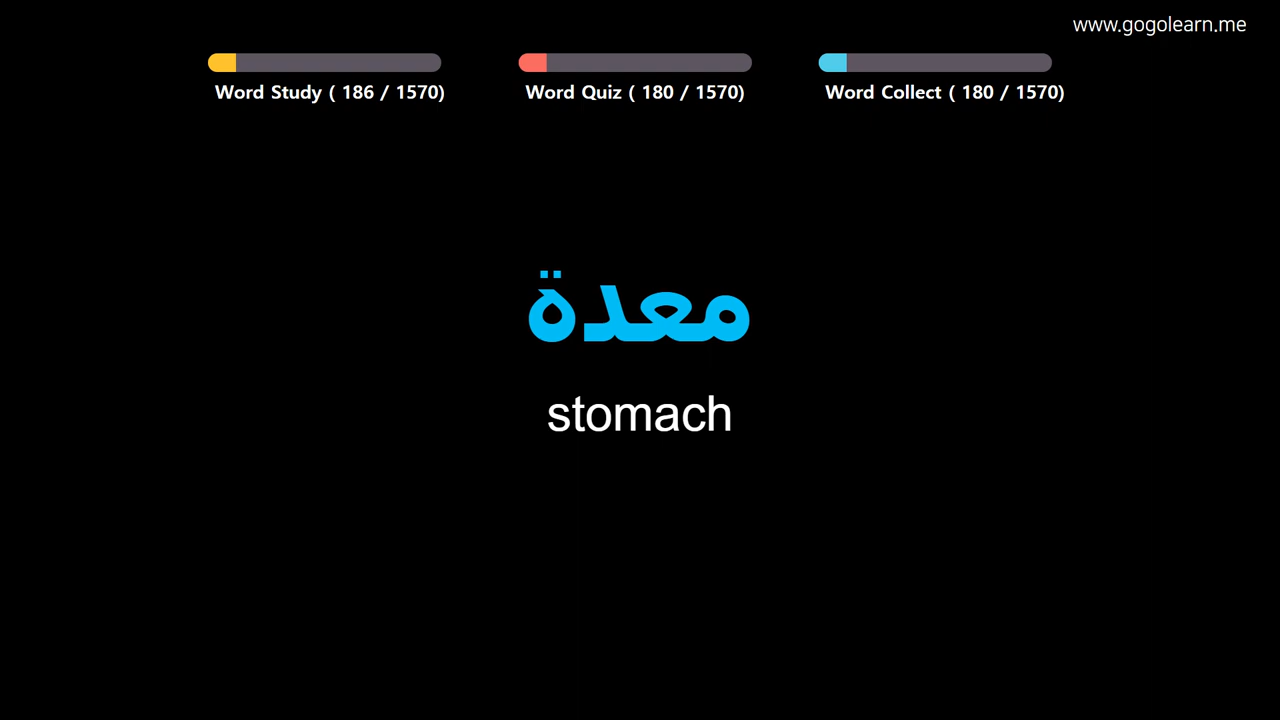 www.gogolearn.me
Word Study ( 186 / 1570)
Word Quiz ( 180 / 1570)
Word Collect ( 180 / 1570)
معدة
stomach